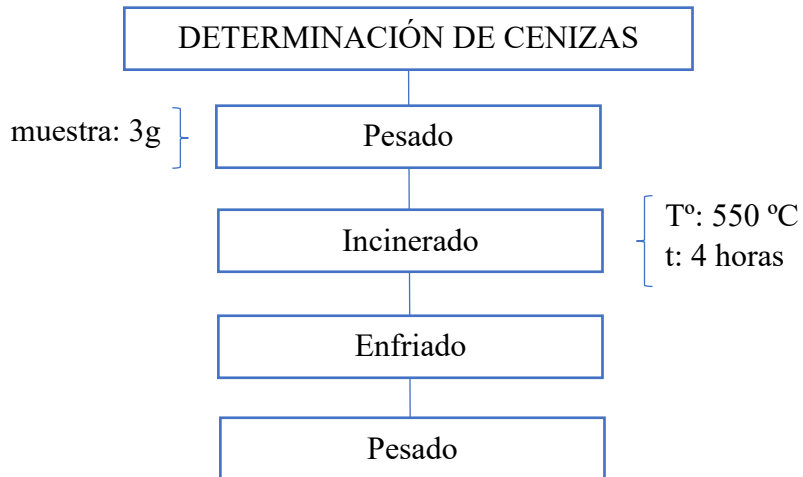 DETERMINACIÓN DE CENIZAS
muestra: 3g
Pesado
Incinerado
Tº: 550 ºC
t: 4 horas
Enfriado
Pesado